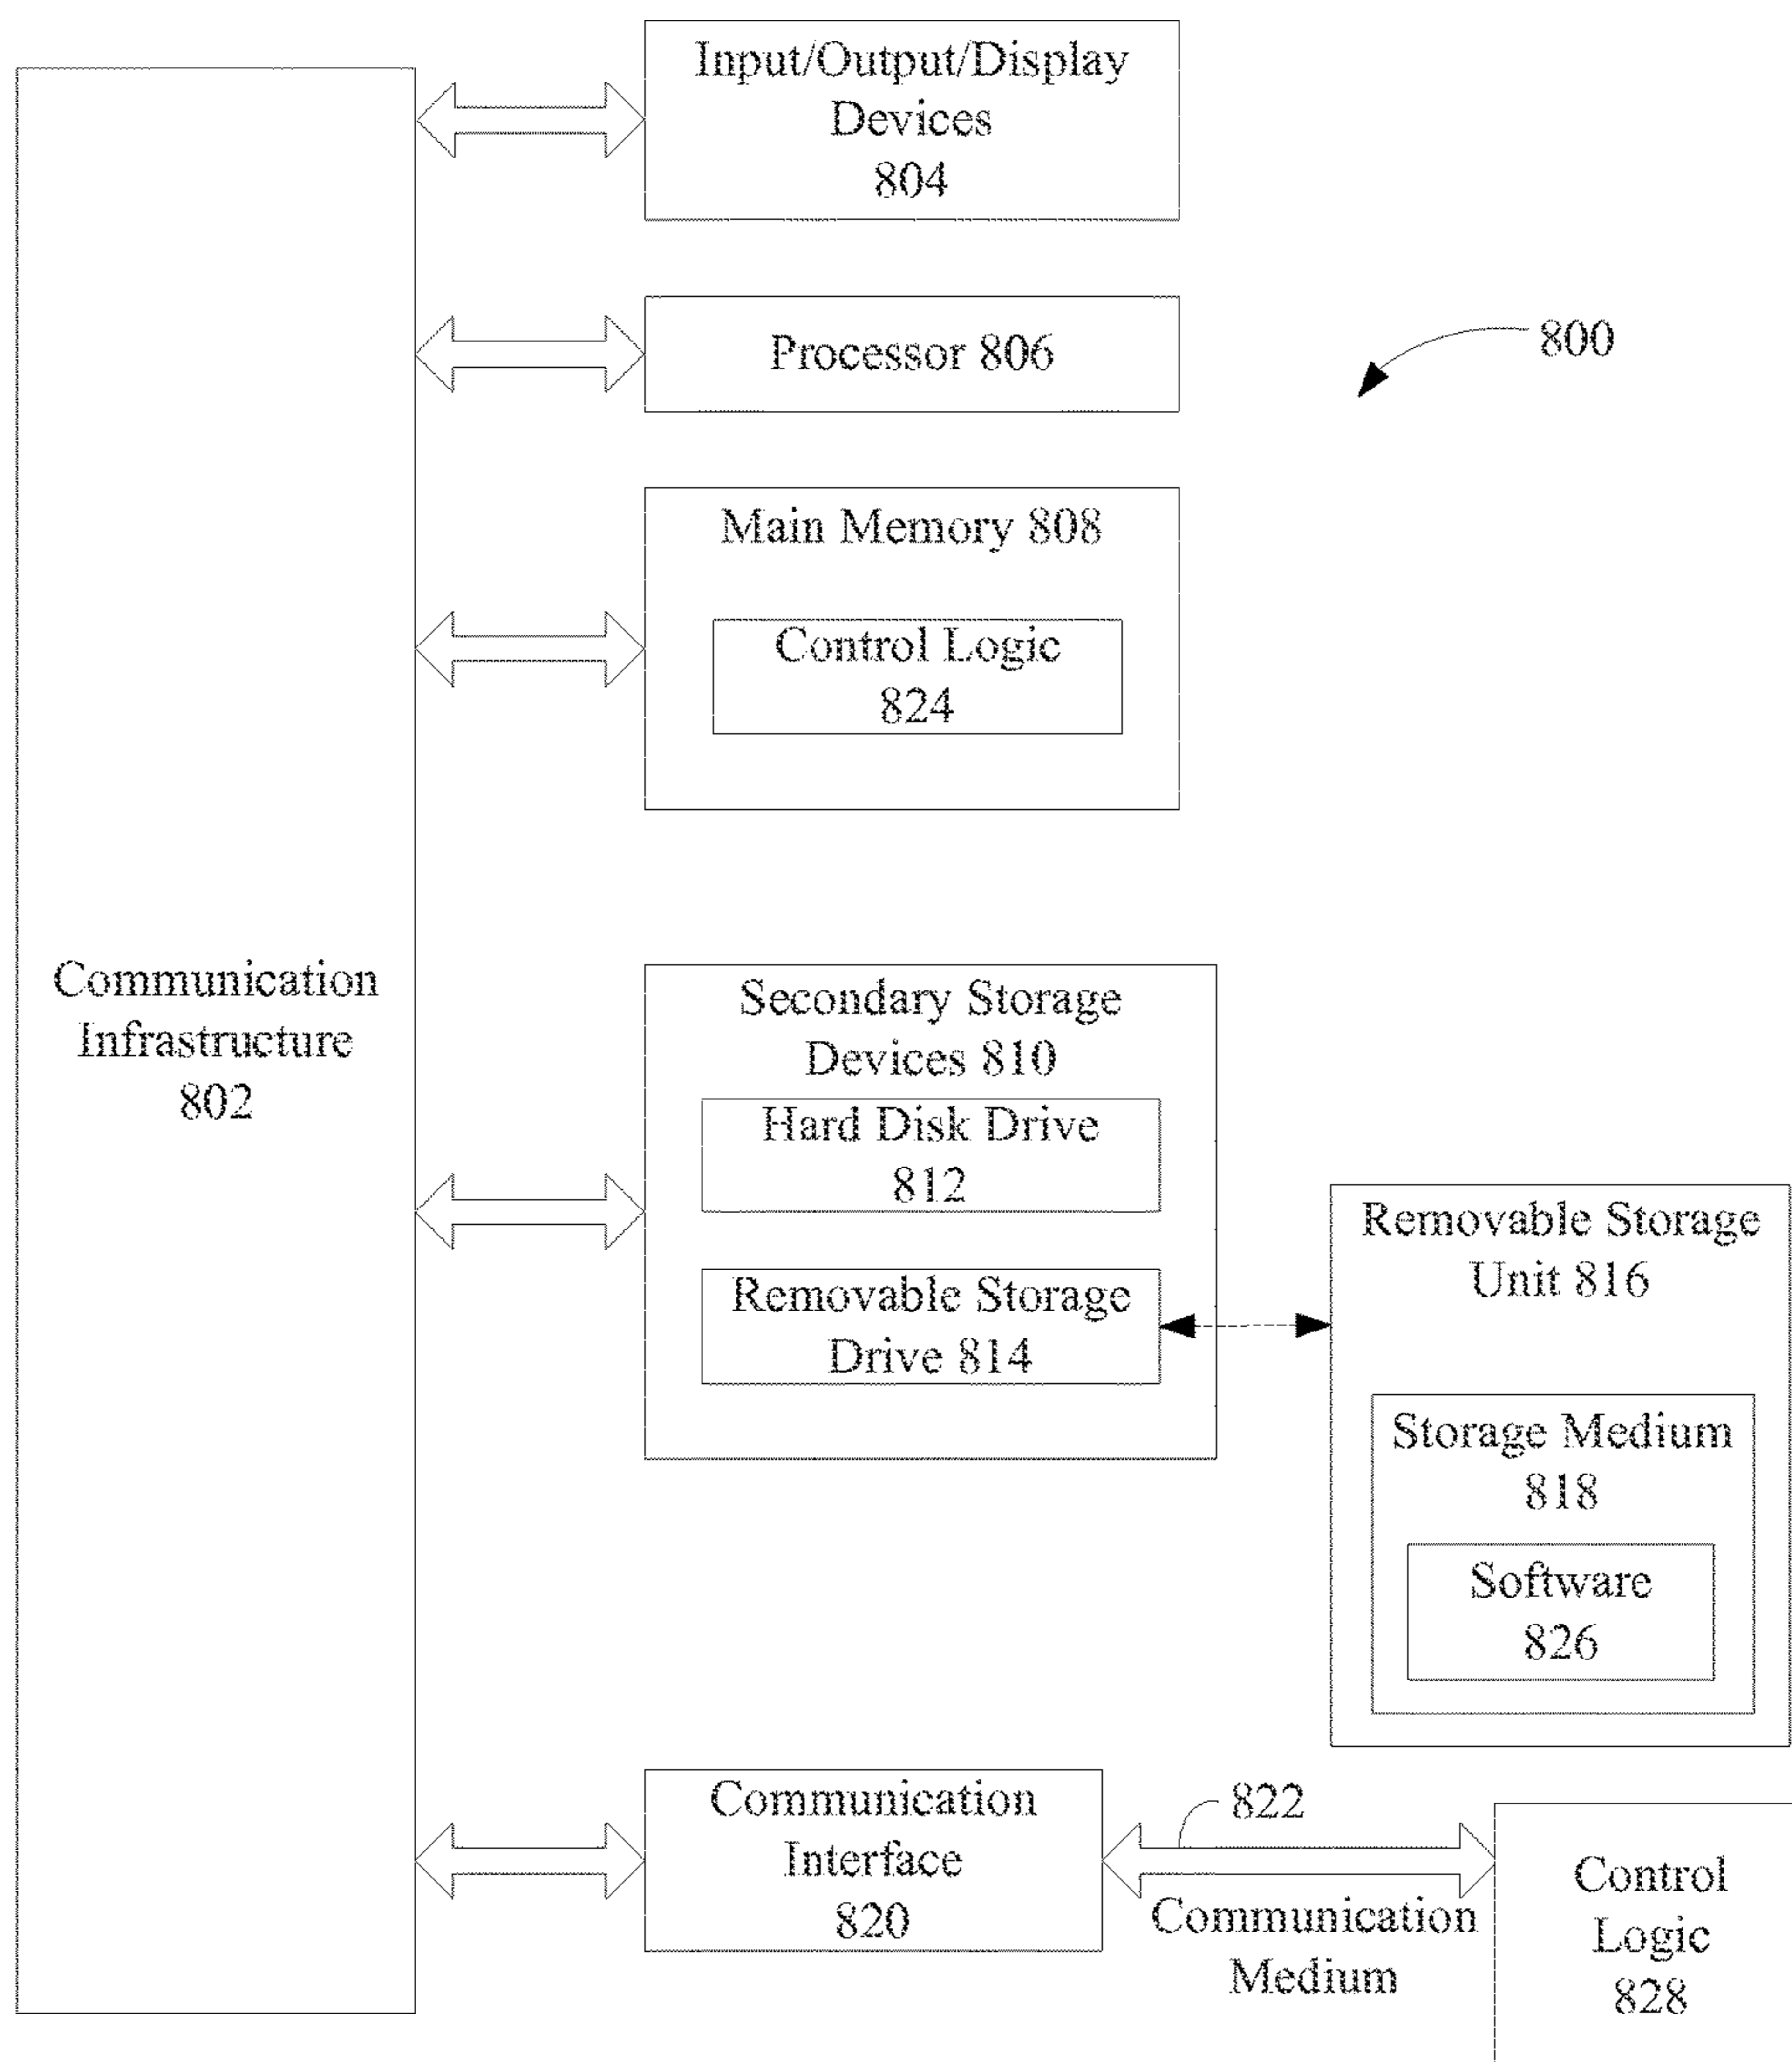 Input/Output/Display
Devices
804
Processor 806
800
Main Memory 808
Control Logic
824
Communication
Infrastructure
802
Secondary Storage
Devices 810
Hard Disk Drive
812
Removable Storage
Drive 814
Removable Storage
Unit 816
Storage Medium
818
Software
826
Communication
Interface
820
822
Communication
Medium
Control
Logic
828